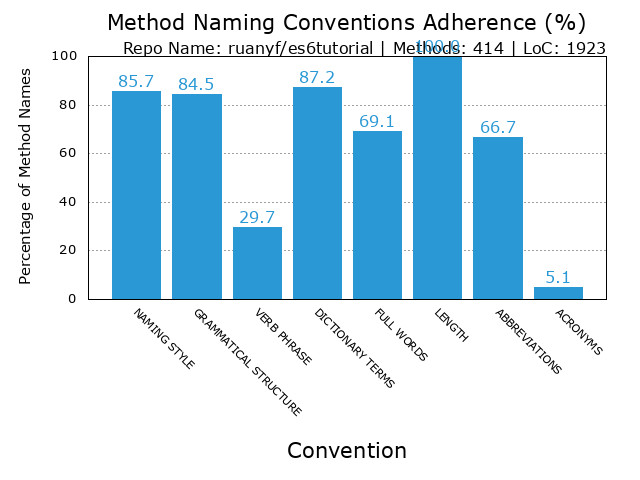 Method Naming Conventions Adherence (%)
Repo Name: ruanyf/es6tutorial | Methods: 414 | LoC: 1923
Percentage of Method Names
100
80
60
40
20
0
85.7
84.5
29.7
87.2
69.1
100.0
66.7
5.1
NAMING STYLE
GRAMMATICAL STRUCTURE
VERB PHRASE
DICTIONARY TERMS
FULL WORDS
LENGTH
ABBREVIATIONS
ACRONYMS
Convention